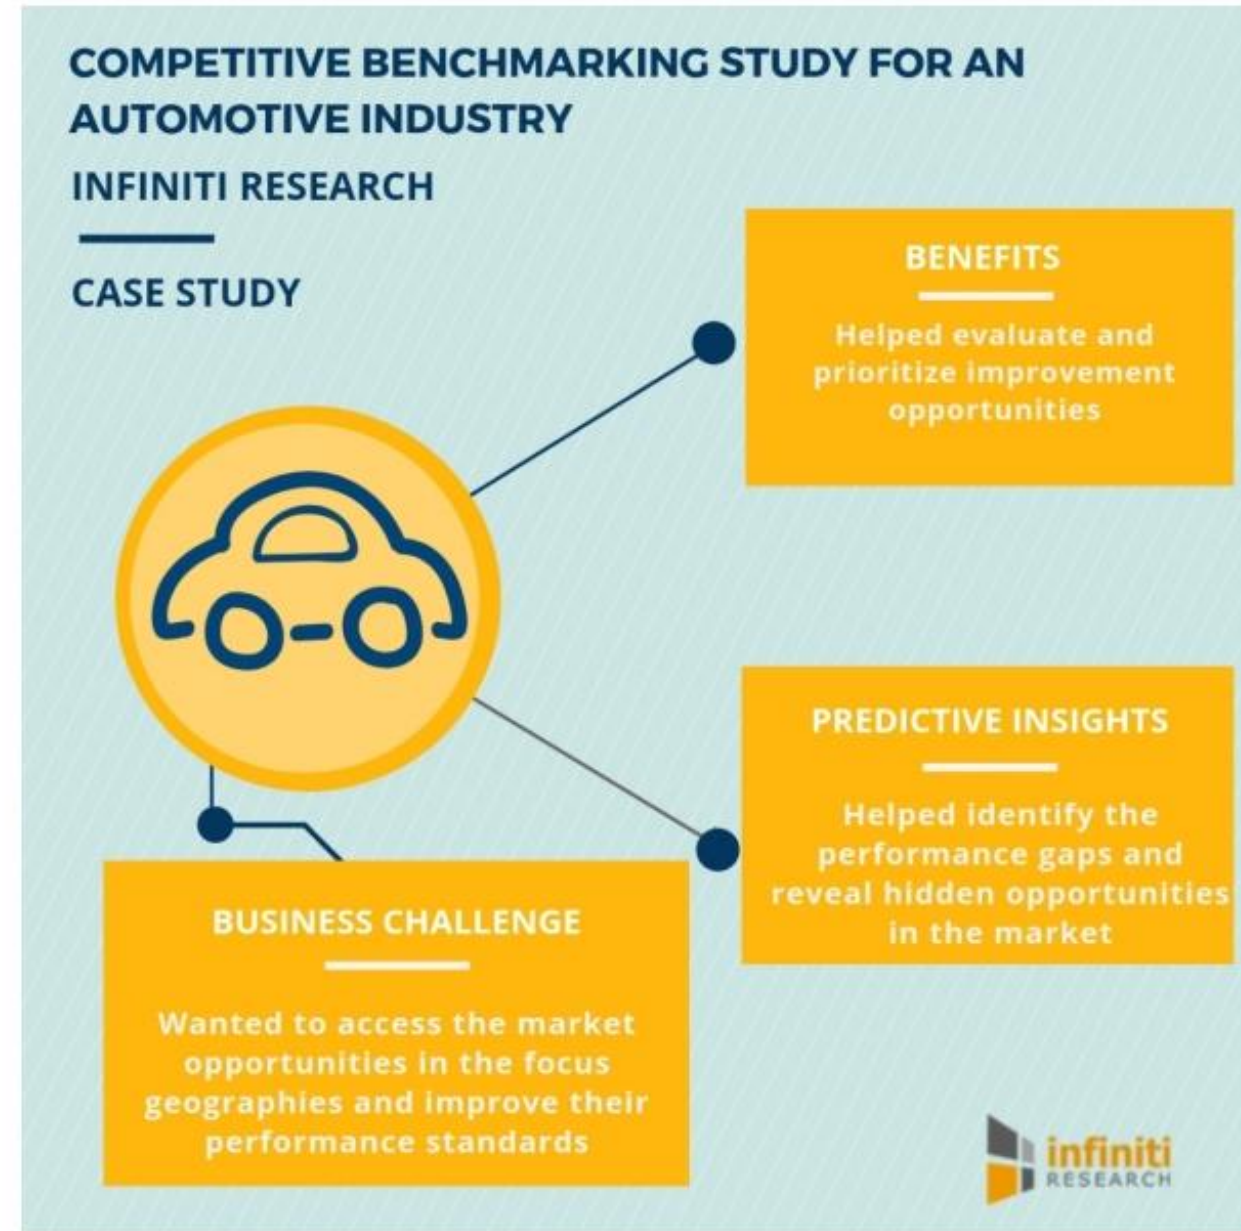 COMPETITIVE BENCHMARKING STUDY FOR AN
AUTOMOTIVE INDUSTRY
INFINITI RESEARCH
CASE STUDY
BENEFITS
Helped evaluate and
prioritize improvement
opportunities
PREDICTIVE INSIGHTS
Helped identify the
performance gaps and
reveal hidden opportunities
in the market
BUSINESS CHALLENGE
Wanted to access the market
opportunities in the focus
geographies and improve their
performance standards
infiniti
RESEARCH